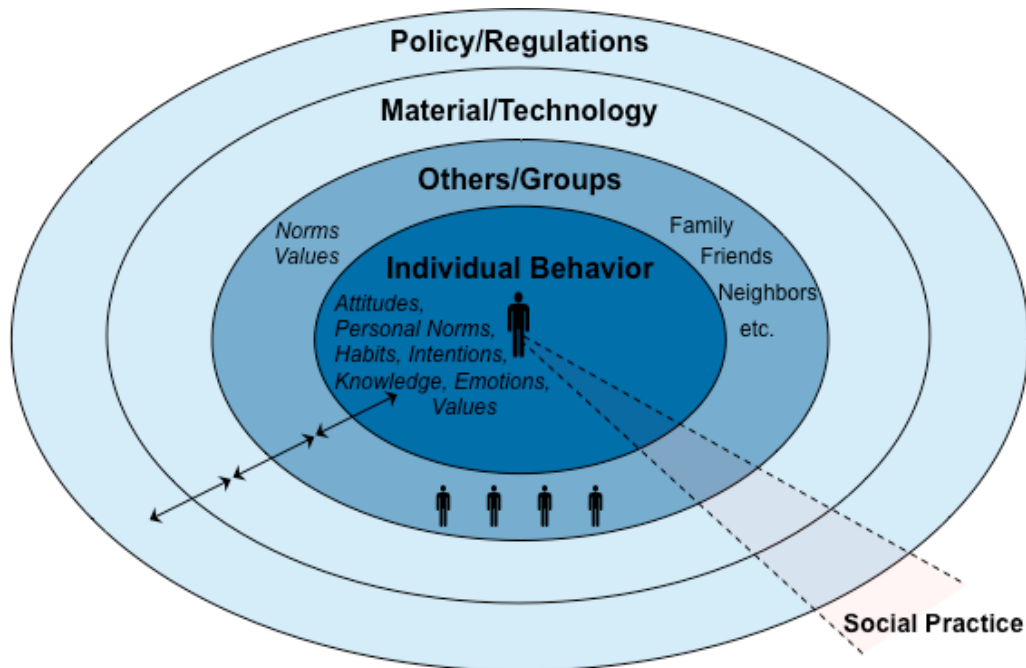 Policy/Regulations
Material/Technology
Others/Groups
Norms
Values
Family
Friends
Neighbors
etc.
Individual Behavior
Attitudes,
Personal Norms,
Habits, Intentions,
Knowledge, Emotions,
Values
Social Practice